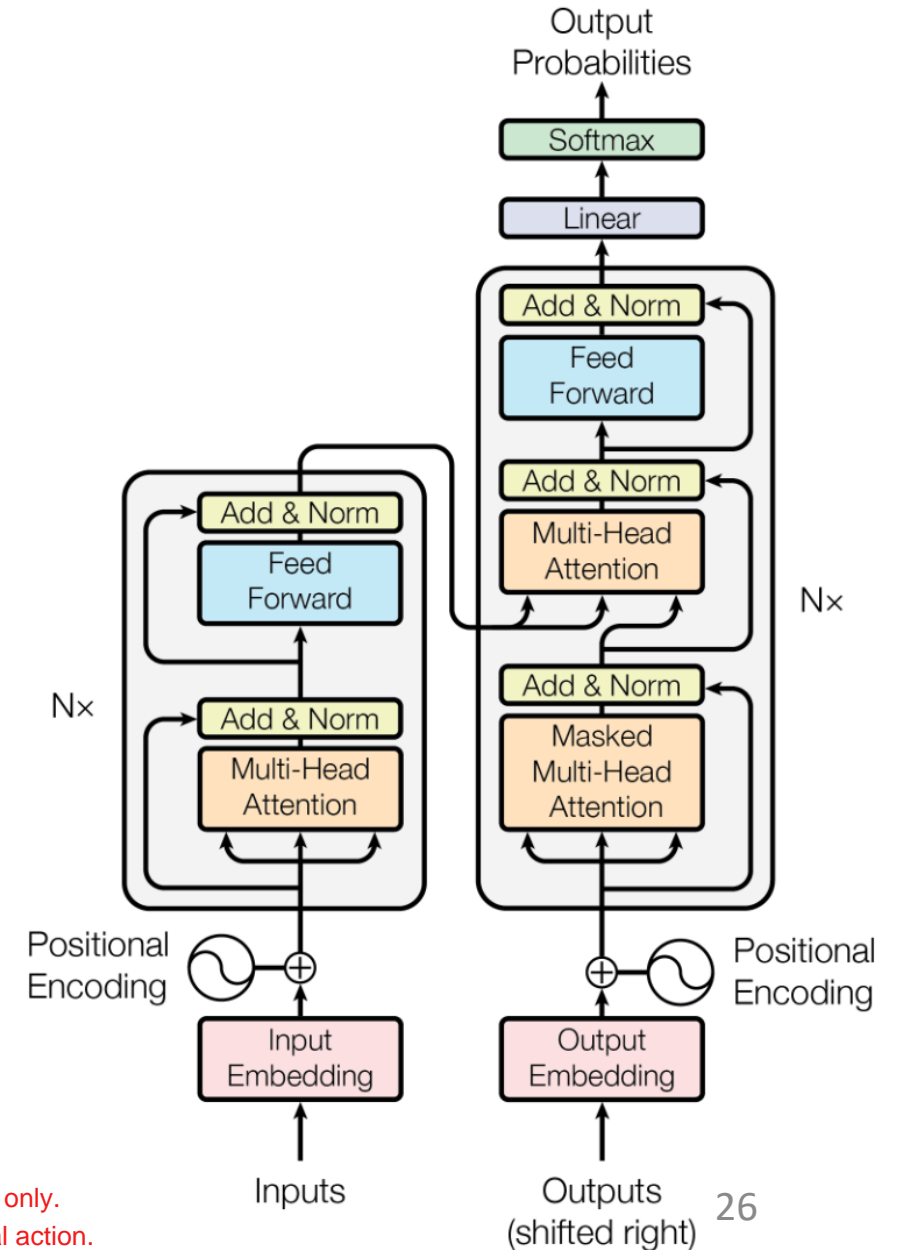 Output
Probabilities
Softmax
Linear
Add & Norm
Feed
Forward
Add & Norm
Multi-Head
Attention
Add & Norm
Masked
Multi-Head
Attention
N×
Add & Norm
Feed
Forward
Add & Norm
Multi-Head
Attention
N×
Positional
Encoding
Positional
Encoding
Input
Embedding
Output
Embedding
Inputs
Outputs
(shifted right)
26
only.
action.